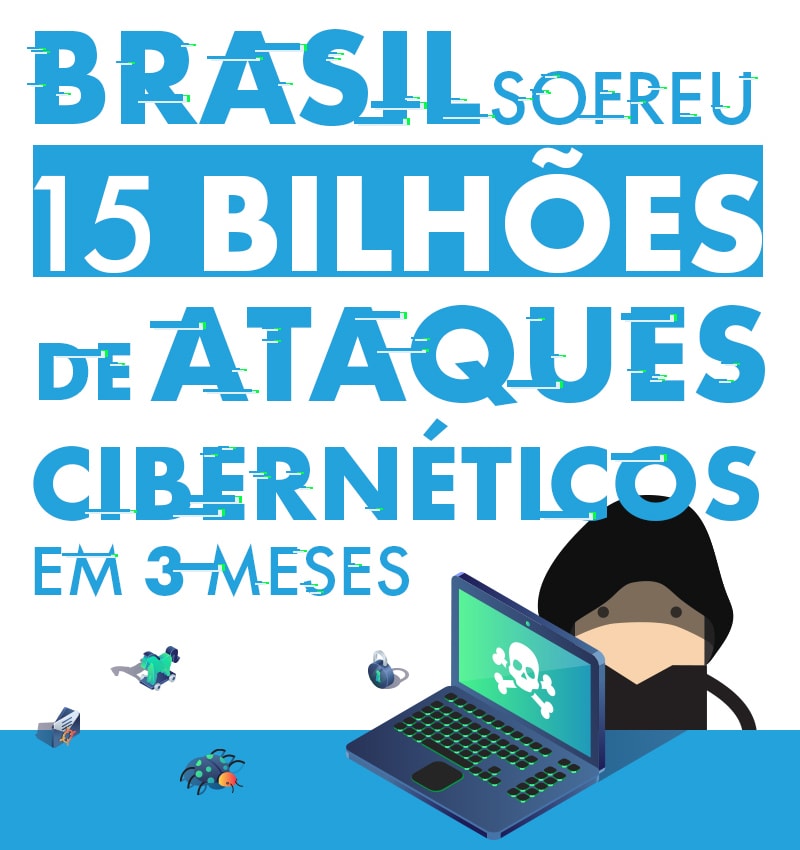 BRASIL SOFREU
15 BILHÕES
DE ATAQUES
CIBERNÉTICOS
EM 3 MESES